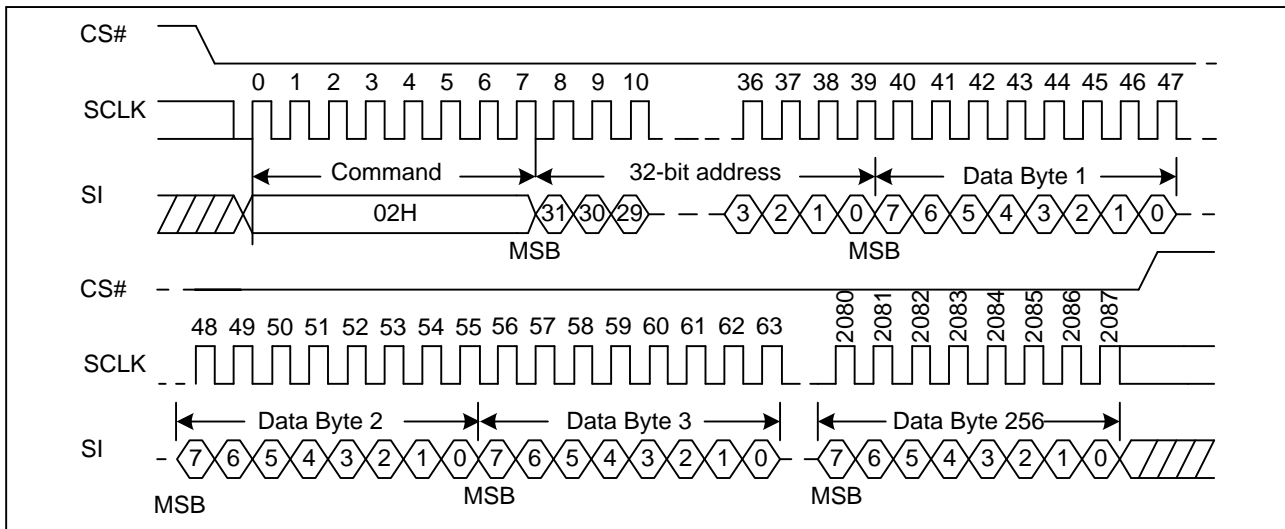 CS#
0 1 2 3 4 5 6 7 8 9 10 36 37 38 39 40 41 42 43 44 45 46 47
SCLK
Command 32-bit address Data Byte 1
SI
02H 31 30 29 3 2 1 0 7 6 5 4 3 2 1 0
MSB MSB
CS#
48 49 50 51 52 53 54 55 56 57 58 59 60 61 62 63 2080 2081 2082 2083 2084 2085 2086 2087
SCLK
Data Byte 2 Data Byte 3 Data Byte 256
SI
7 6 5 4 3 2 1 0 7 6 5 4 3 2 1 0 7 6 5 4 3 2 1 0
MSB MSB MSB